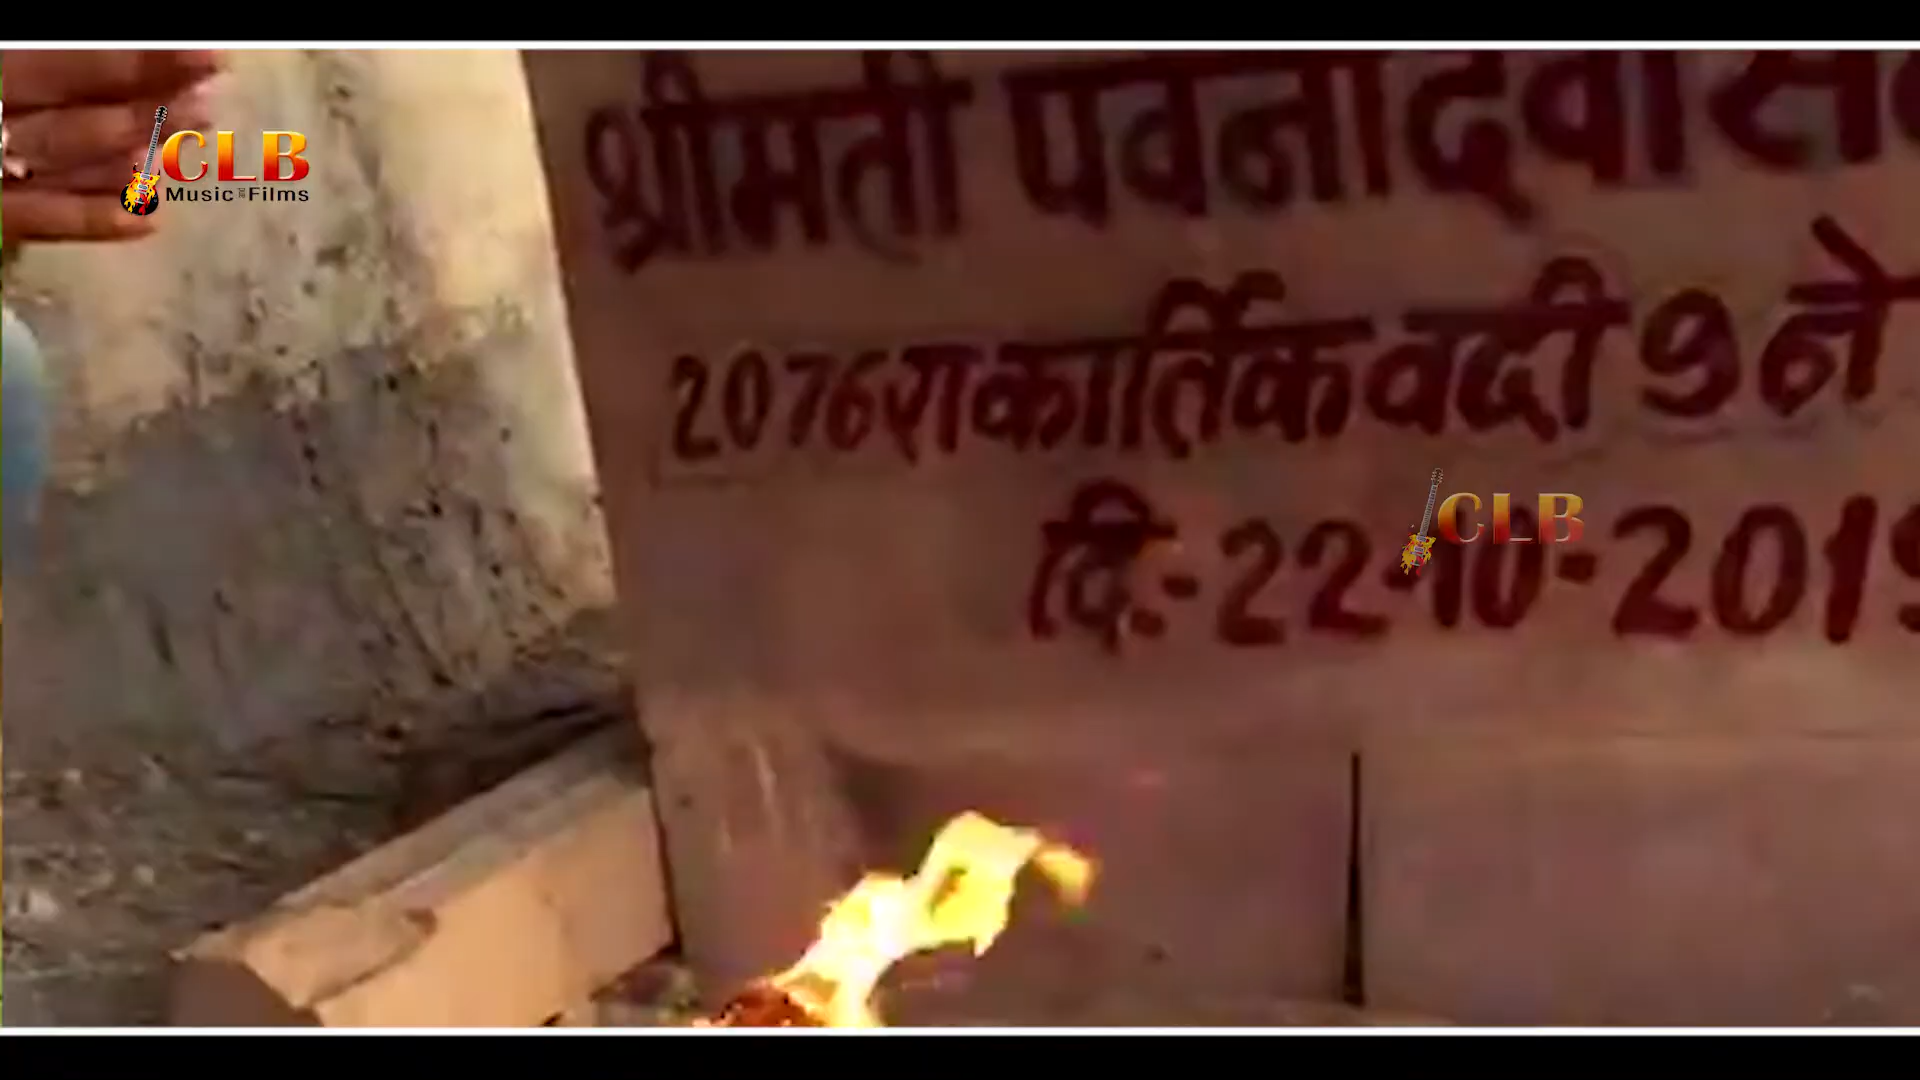 श्रीमती पवनीदेवी
2076रा कार्तिक वदी 9 ने
दि.-22-10-2019
CLB
Music Films
CLB